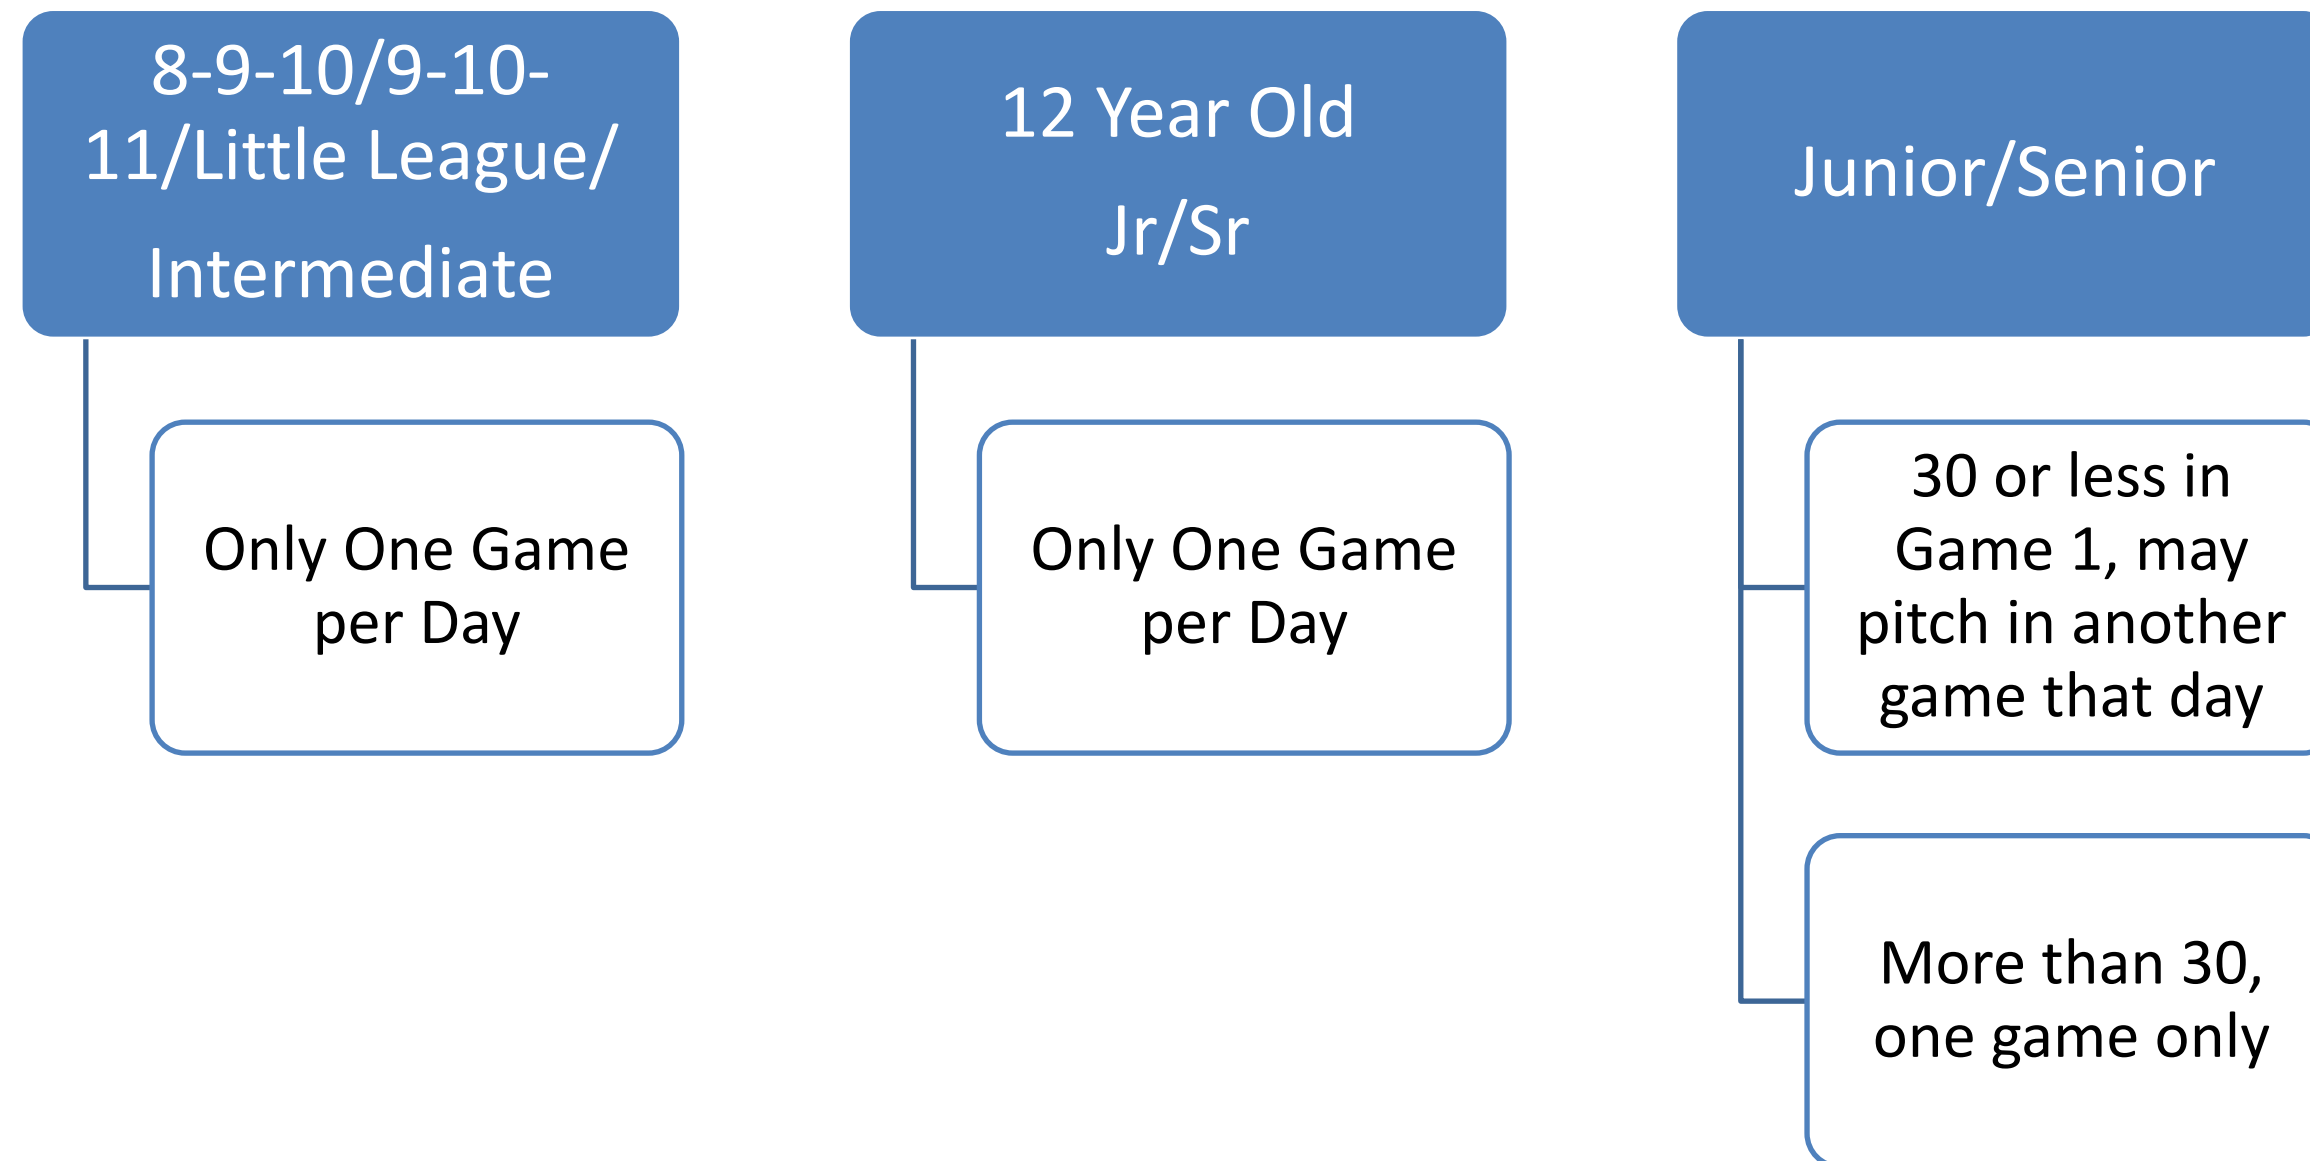 8-9-10/9-10-
11/Little League/
Intermediate
Only One Game
per Day
12 Year Old
Jr/Sr
Only One Game
per Day
Junior/Senior
30 or less in
Game 1, may
pitch in another
game that day
More than 30,
one game only